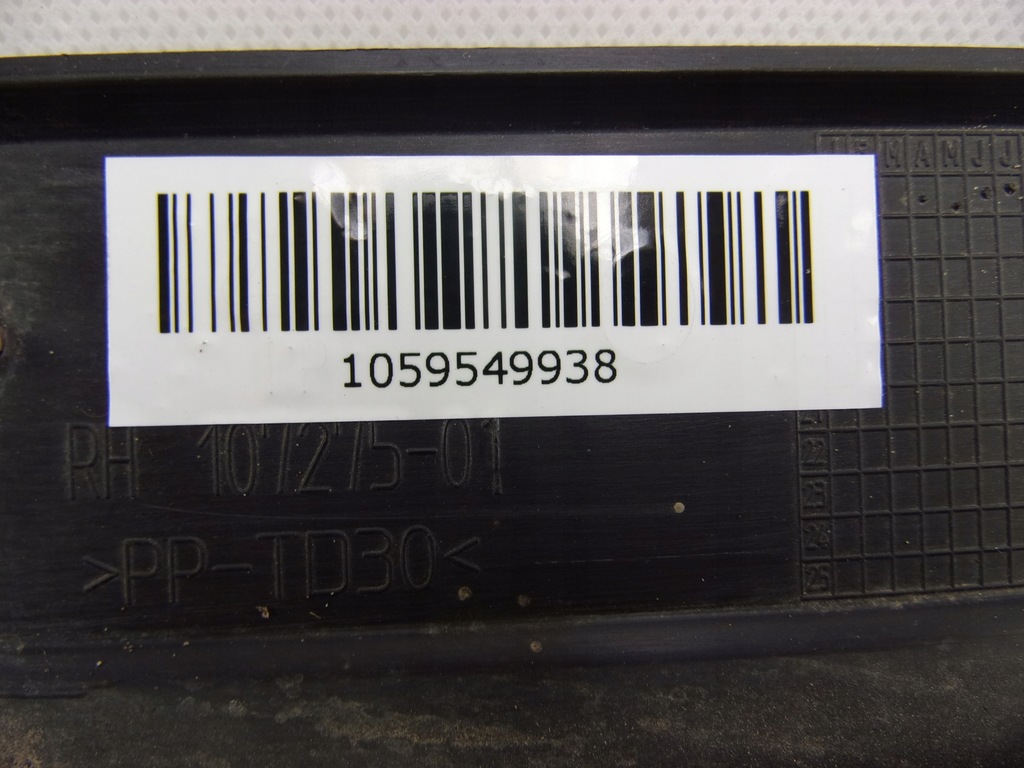 J F M A M J J
1059549938
RH 107275-01
22
23
24
25
>PP-TD30<